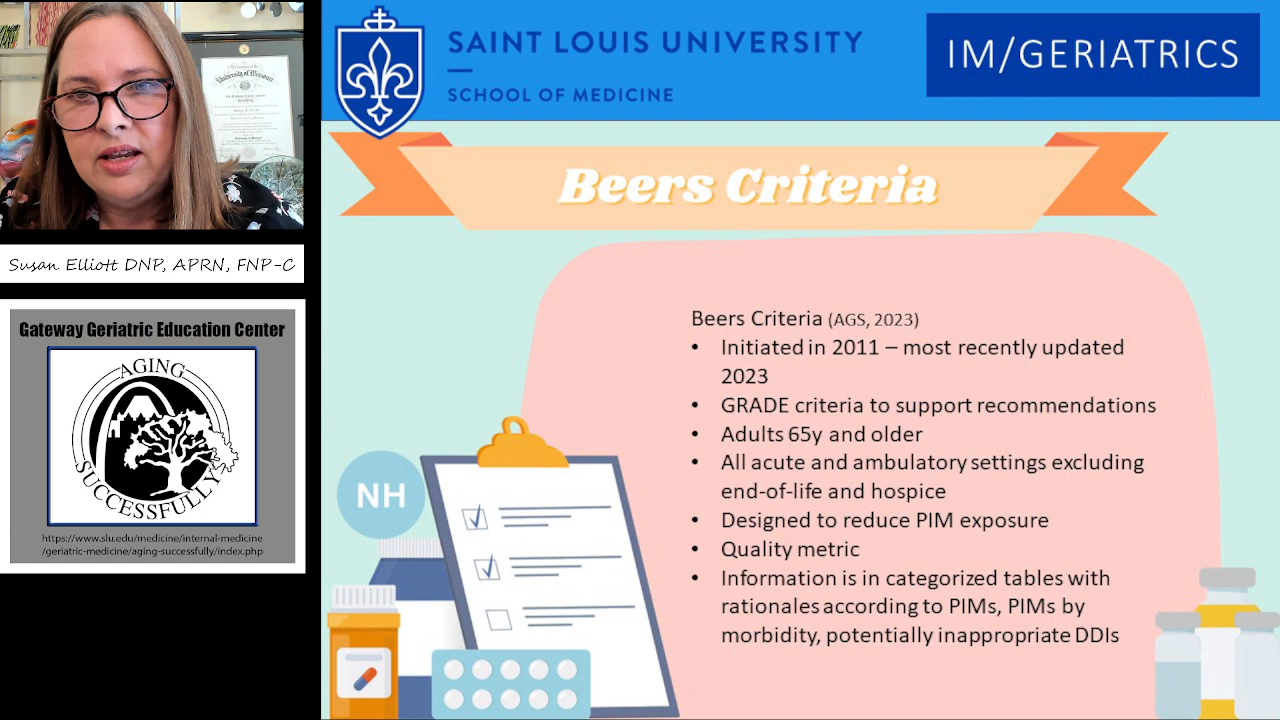 University of Missouri
Susan Elliott DNP, APRN, FNP-C
Gateway Geriatric Education Center
AGING
SUCCESSFULLY
https://www.slu.edu/medicine/internal-medicine
/geriatric-medicine/aging-successfully/index.php
SAINT LOUIS UNIVERSITY
SCHOOL OF MEDICINE
IM/GERIATRICS
Beers Criteria
Beers Criteria (AGS, 2023)
• Initiated in 2011 – most recently updated
2023
• GRADE criteria to support recommendations
• Adults 65y and older
• All acute and ambulatory settings excluding
end-of-life and hospice
• Designed to reduce PIM exposure
• Quality metric
• Information is in categorized tables with
rationales according to PIMs, PIMs by
morbidity, potentially inappropriate DDIs
NH